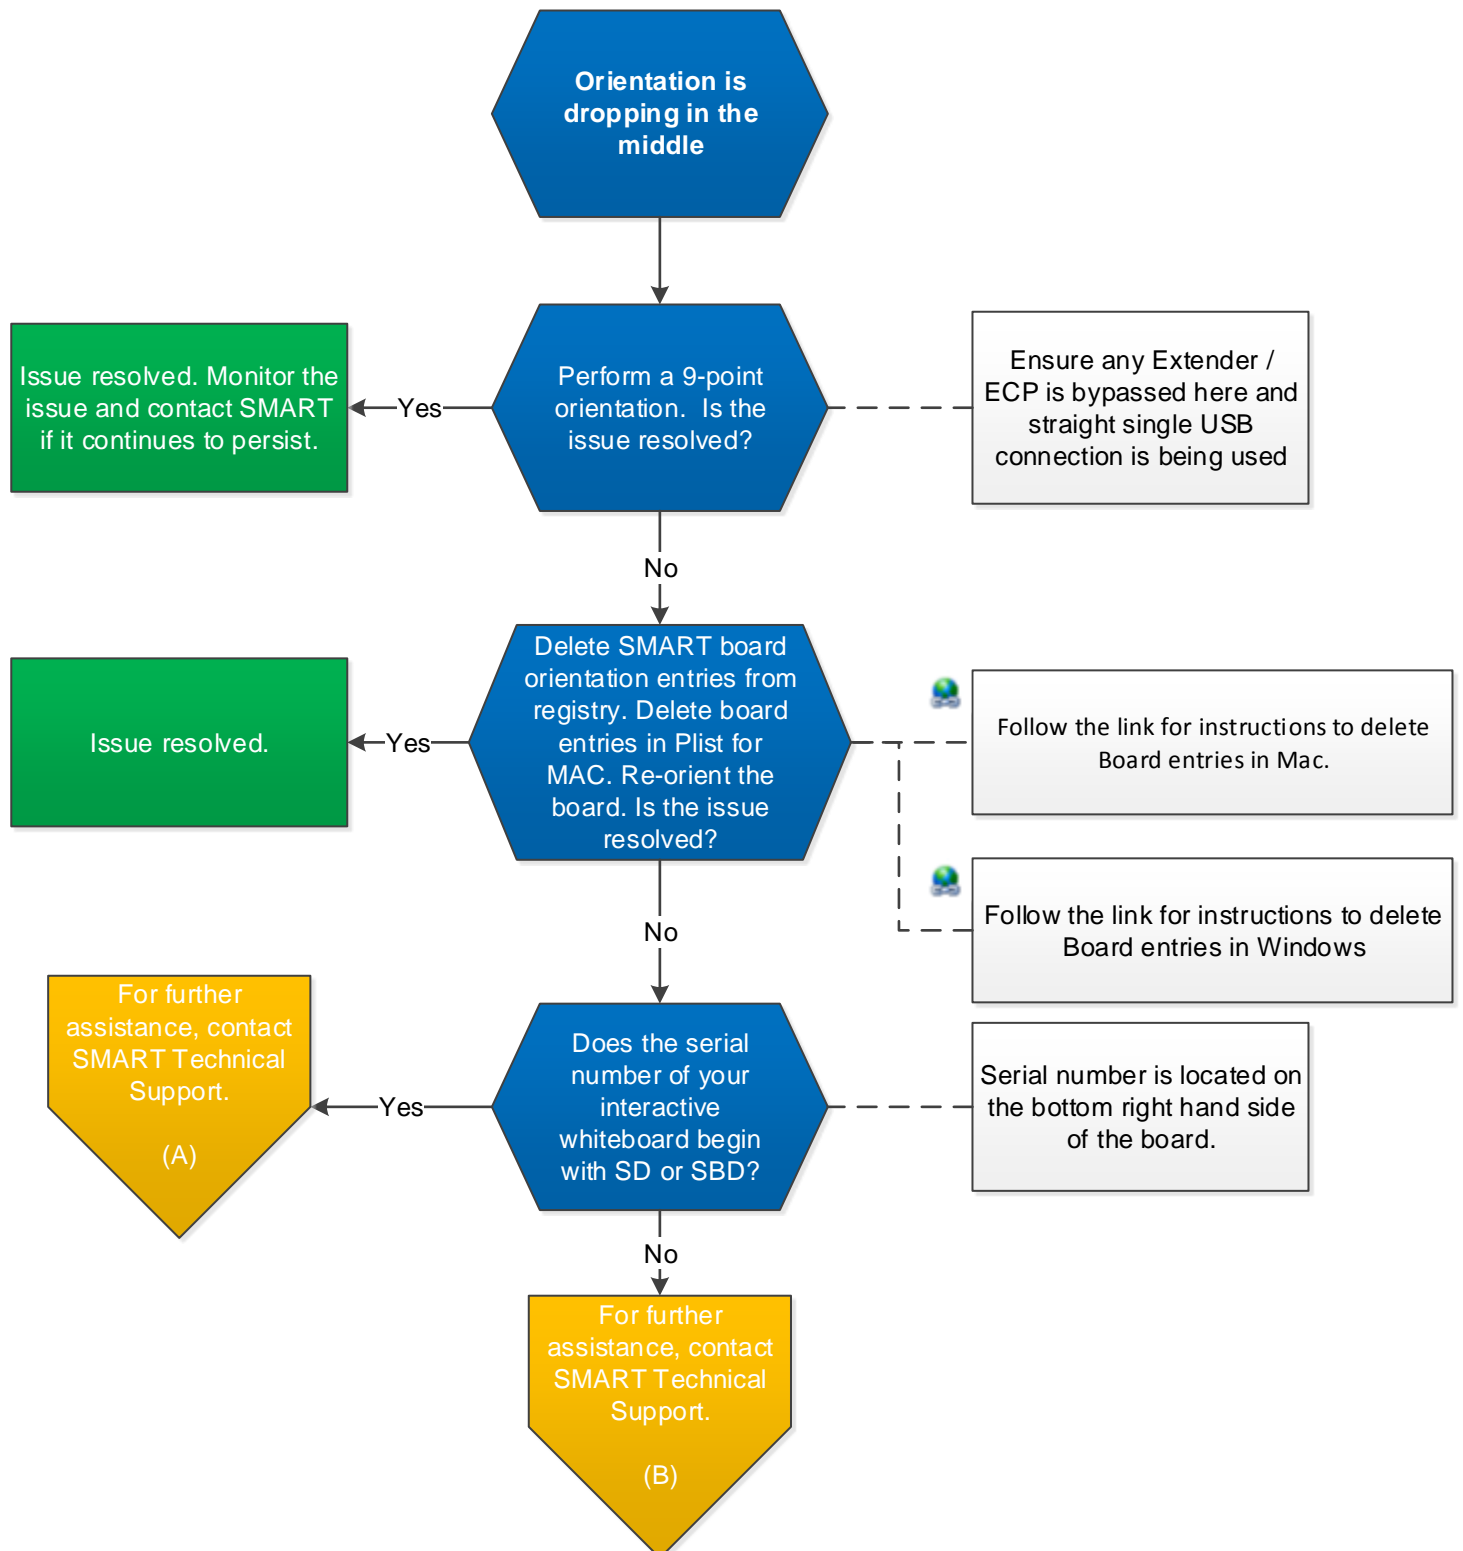 Orientation is
dropping in the
middle
Issue resolved. Monitor the
issue and contact SMART
if it continues to persist.
Yes
Perform a 9-point
orientation.  Is the
issue resolved?
Ensure any Extender /
ECP is bypassed here and
straight single USB
connection is being used
No
Issue resolved.
Yes
Delete SMART board
orientation entries from
registry. Delete board
entries in Plist for
MAC. Re-orient the
board. Is the issue
resolved?
Follow the link for instructions to delete
Board entries in Mac.
Follow the link for instructions to delete
Board entries in Windows
No
For further
assistance, contact
SMART Technical
Support.
(A)
Yes
Does the serial
number of your
interactive
whiteboard begin
with SD or SBD?
Serial number is located on
the bottom right hand side
of the board.
No
For further
assistance, contact
SMART Technical
Support.
(B)